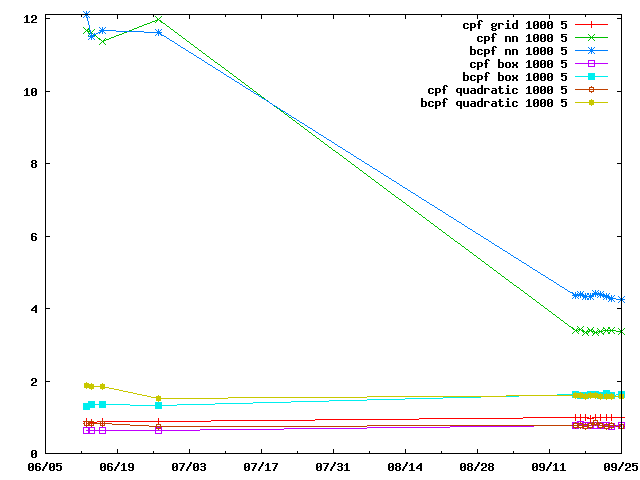 12
10
8
6
4
2
0
06/05 06/19 07/03 07/17 07/31 08/14 08/28 09/11 09/25
cpf grid 1000 5
cpf nn 1000 5
bcpf nn 1000 5
cpf box 1000 5
bcpf box 1000 5
cpf quadratic 1000 5
bcpf quadratic 1000 5